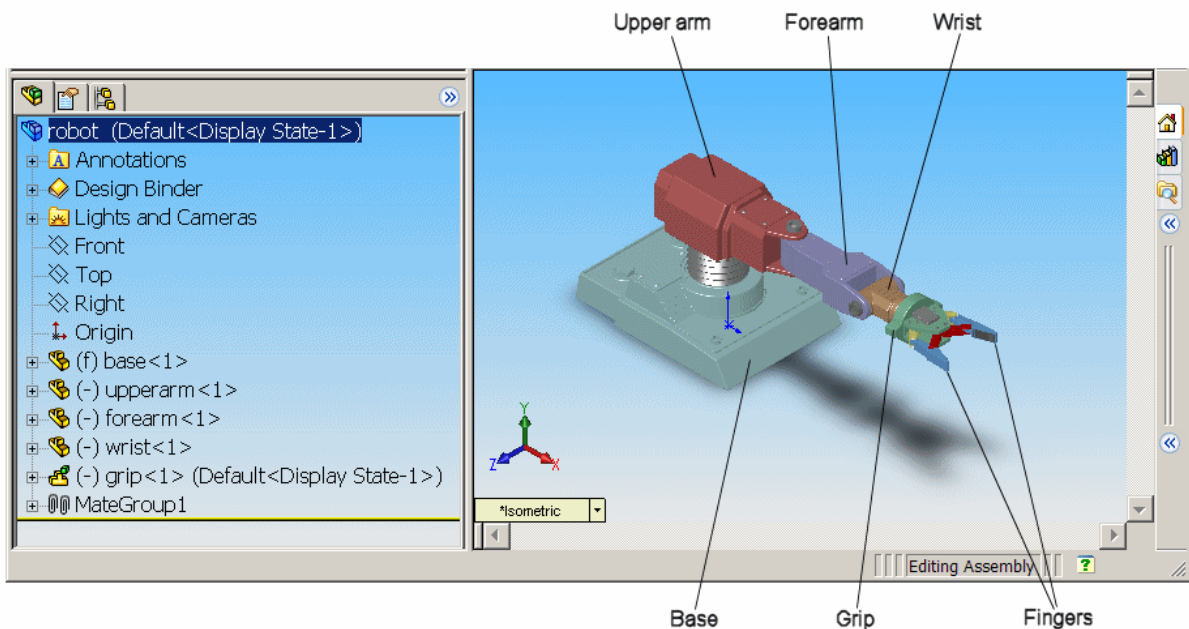 Upper arm Forearm Wrist
robot (Default<Display State-1>)
A Annotations
Design Binder
Lights and Cameras
Front
Top
Right
Origin
(f) base<1>
(-) upperarm<1>
(-) forearm<1>
(-) wrist<1>
(-) grip<1> (Default<Display State-1>)
MateGroup1
Y
Z X
*Isometric
Editing Assembly ?
Base Grip Fingers